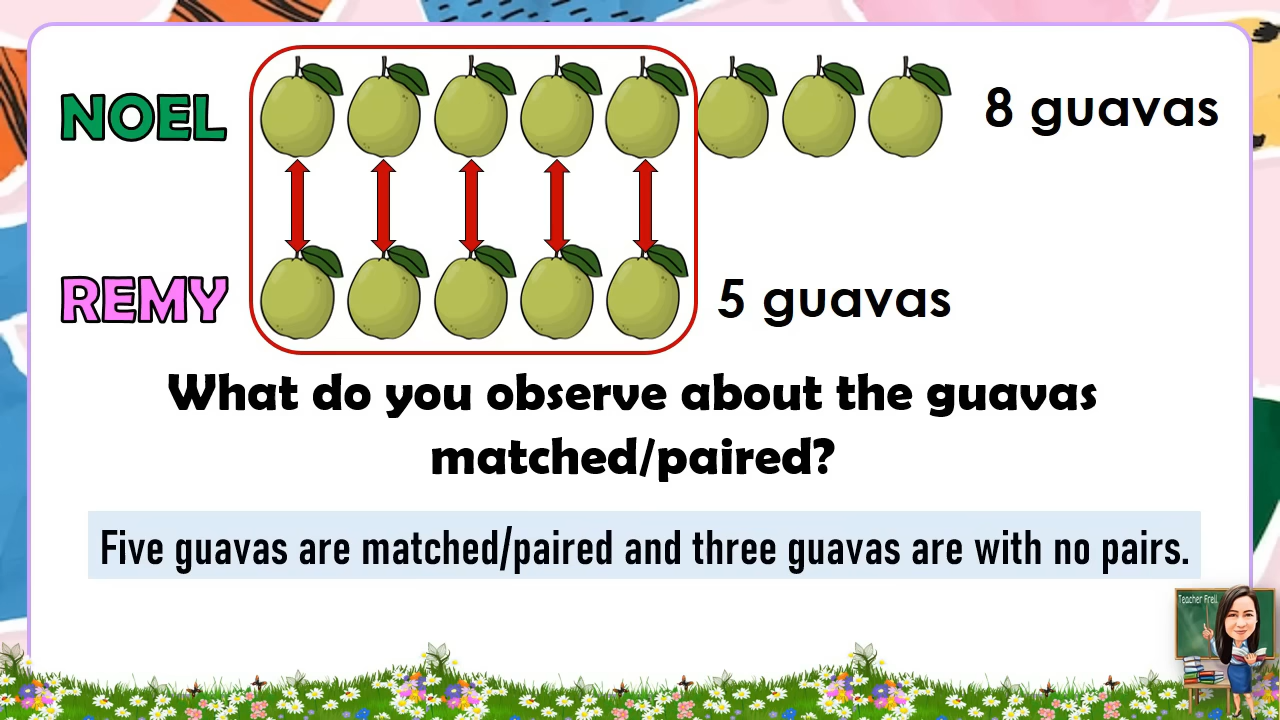 NOEL
8 guavas
REMY
5 guavas
What do you observe about the guavas
matched/paired?
Five guavas are matched/paired and three guavas are with no pairs.
Teacher Frell